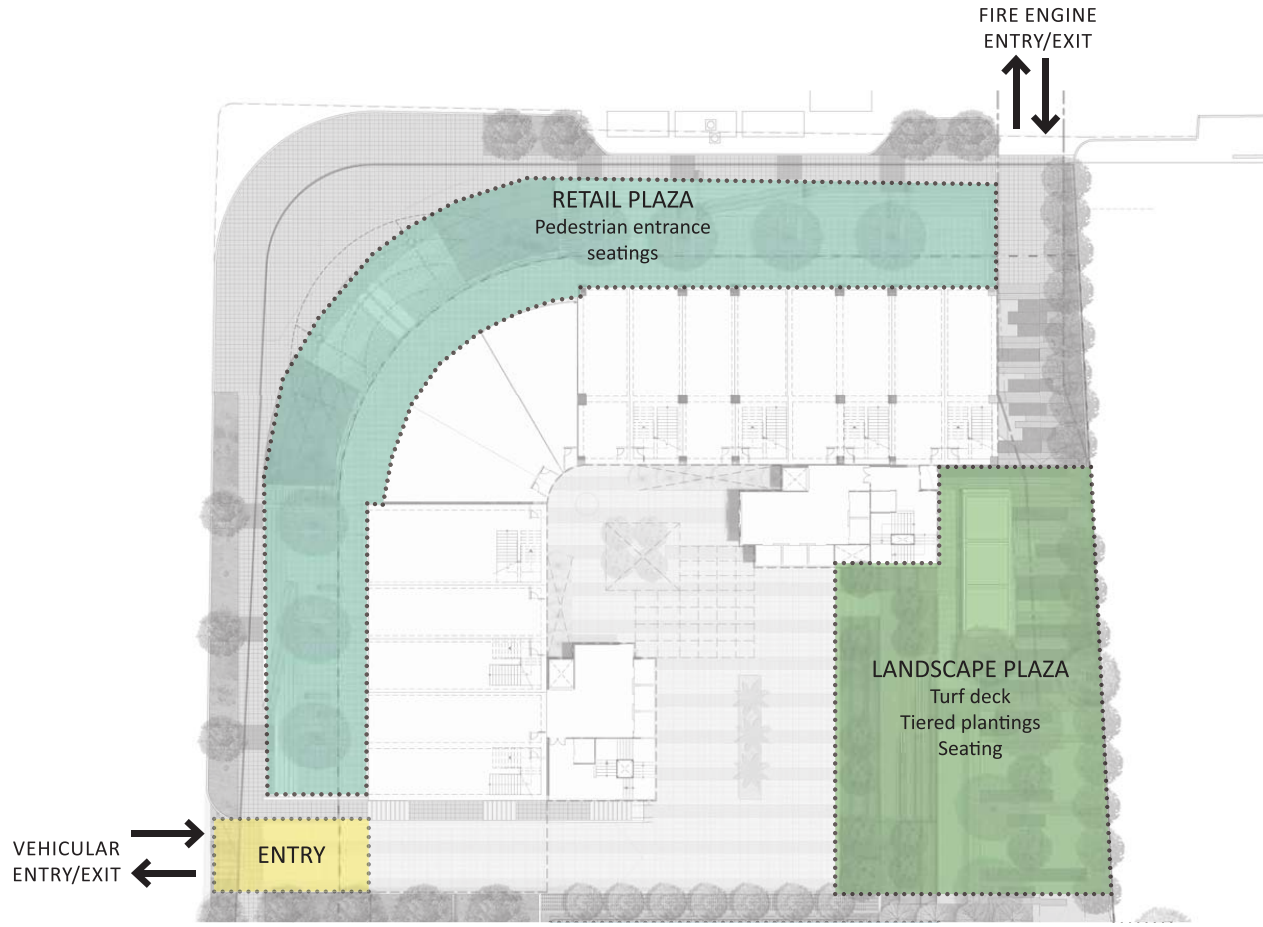 FIRE ENGINE
ENTRY/EXIT
RETAIL PLAZA
Pedestrian entrance
seatings
LANDSCAPE PLAZA
Turf deck
Tiered plantings
Seating
VEHICULAR
ENTRY/EXIT
ENTRY